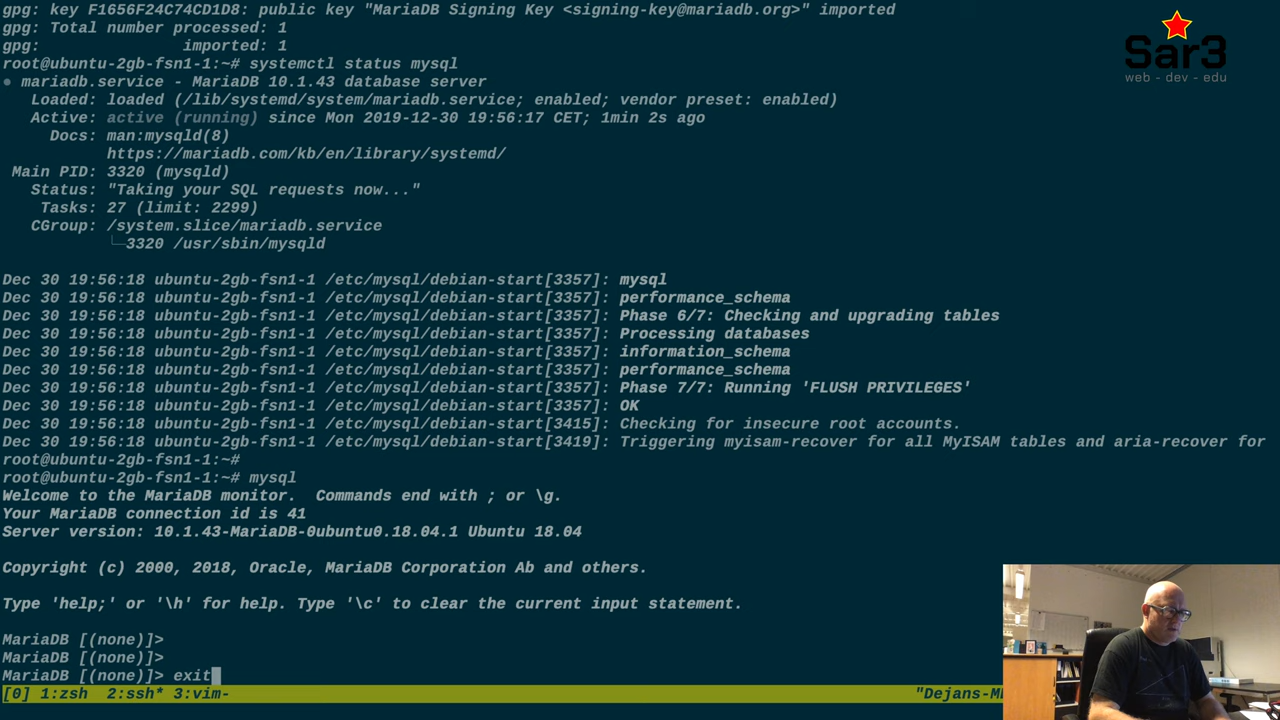 gpg: key F1656F24C74CD1D8: public key "MariaDB Signing Key <signing-key@mariadb.org>" imported
gpg: Total number processed: 1
gpg:               imported: 1
root@ubuntu-2gb-fsn1-1:~# systemctl status mysql
● mariadb.service - MariaDB 10.1.43 database server
   Loaded: loaded (/lib/systemd/system/mariadb.service; enabled; vendor preset: enabled)
   Active: active (running) since Mon 2019-12-30 19:56:17 CET; 1min 2s ago
     Docs: man:mysqld(8)
           https://mariadb.com/kb/en/library/systemd/
 Main PID: 3320 (mysqld)
   Status: "Taking your SQL requests now..."
    Tasks: 27 (limit: 2299)
   CGroup: /system.slice/mariadb.service
           └─3320 /usr/sbin/mysqld
Dec 30 19:56:18 ubuntu-2gb-fsn1-1 /etc/mysql/debian-start[3357]: mysql
Dec 30 19:56:18 ubuntu-2gb-fsn1-1 /etc/mysql/debian-start[3357]: performance_schema
Dec 30 19:56:18 ubuntu-2gb-fsn1-1 /etc/mysql/debian-start[3357]: Phase 6/7: Checking and upgrading tables
Dec 30 19:56:18 ubuntu-2gb-fsn1-1 /etc/mysql/debian-start[3357]: Processing databases
Dec 30 19:56:18 ubuntu-2gb-fsn1-1 /etc/mysql/debian-start[3357]: information_schema
Dec 30 19:56:18 ubuntu-2gb-fsn1-1 /etc/mysql/debian-start[3357]: performance_schema
Dec 30 19:56:18 ubuntu-2gb-fsn1-1 /etc/mysql/debian-start[3357]: Phase 7/7: Running 'FLUSH PRIVILEGES'
Dec 30 19:56:18 ubuntu-2gb-fsn1-1 /etc/mysql/debian-start[3357]: OK
Dec 30 19:56:18 ubuntu-2gb-fsn1-1 /etc/mysql/debian-start[3415]: Checking for insecure root accounts.
Dec 30 19:56:18 ubuntu-2gb-fsn1-1 /etc/mysql/debian-start[3419]: Triggering myisam-recover for all MyISAM tables and aria-recover for
root@ubuntu-2gb-fsn1-1:~#
root@ubuntu-2gb-fsn1-1:~# mysql
Welcome to the MariaDB monitor.  Commands end with ; or \g.
Your MariaDB connection id is 41
Server version: 10.1.43-MariaDB-0ubuntu0.18.04.1 Ubuntu 18.04
Copyright (c) 2000, 2018, Oracle, MariaDB Corporation Ab and others.
Type 'help;' or '\h' for help. Type '\c' to clear the current input statement.
MariaDB [(none)]>
MariaDB [(none)]>
MariaDB [(none)]> exit
[0] 1:zsh  2:ssh* 3:vim-
"Dejans-M
Sar3
web - dev - edu